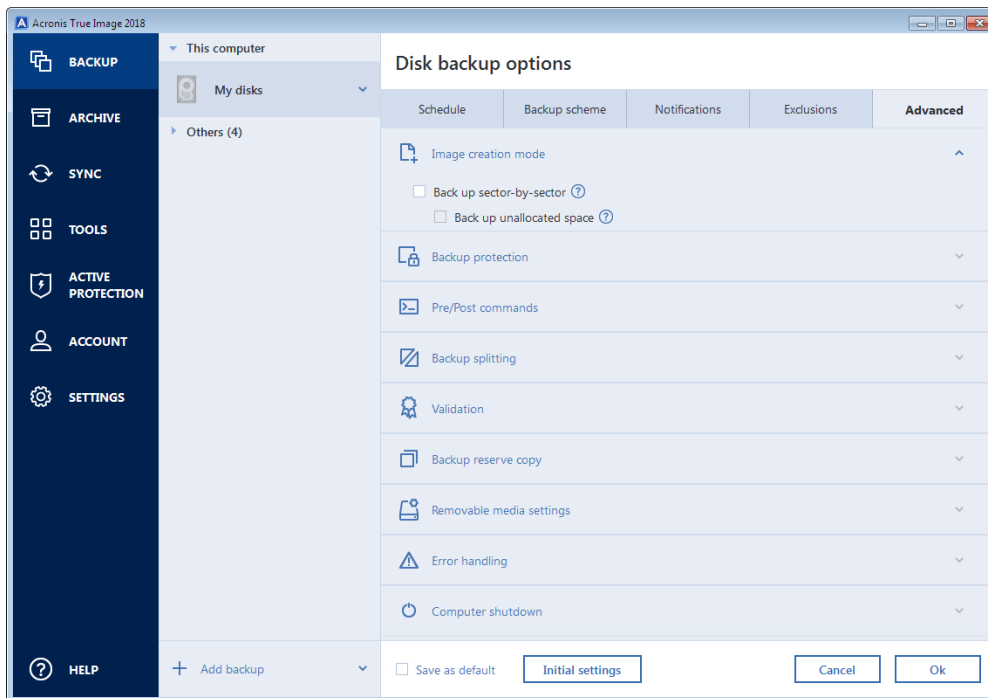 Acronis True Image 2018
BACKUP
ARCHIVE
SYNC
TOOLS
ACTIVE
PROTECTION
ACCOUNT
SETTINGS
HELP
This computer
My disks
Others (4)
Add backup
Disk backup options
Schedule
Backup scheme
Notifications
Exclusions
Advanced
Image creation mode
Back up sector-by-sector ?
Back up unallocated space ?
Backup protection
Pre/Post commands
Backup splitting
Validation
Backup reserve copy
Removable media settings
Error handling
Computer shutdown
Save as default
Initial settings
Cancel
Ok